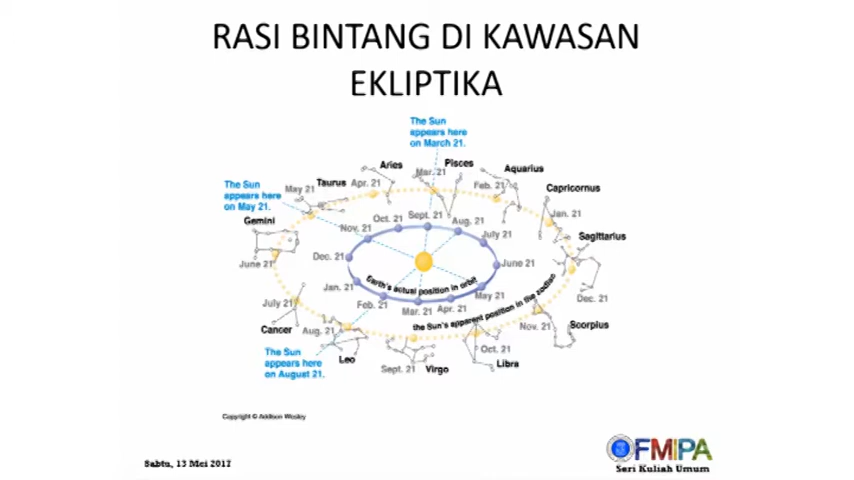 RASI BINTANG DI KAWASAN
EKLIPTIKA
The Sun
appears here
on March 21.
Aries
Pisces
Aquarius
Mar. 21
Taurus
Apr. 21
Feb. 21
Capricornus
The Sun
appears here
on May 21.
May 21
Jan. 21
Gemini
Oct. 21
Sept. 21
Aug. 21
Nov. 21
July 21
Sagittarius
June 21
Dec. 21
June 21
Earth's actual position in orbit
Jan. 21
May 21
Dec. 21
July 21
Feb. 21
Mar. 21
Apr. 21
the Sun's apparent position in the zodiac
Cancer
Aug. 21
Nov. 21
Scorpius
The Sun
appears here
on August 21.
Leo
Sept. 21
Virgo
Oct. 21
Libra
Copyright © Addison Wesley
Sabtu, 13 Mei 2017
FMIPA
Seri Kuliah Umum